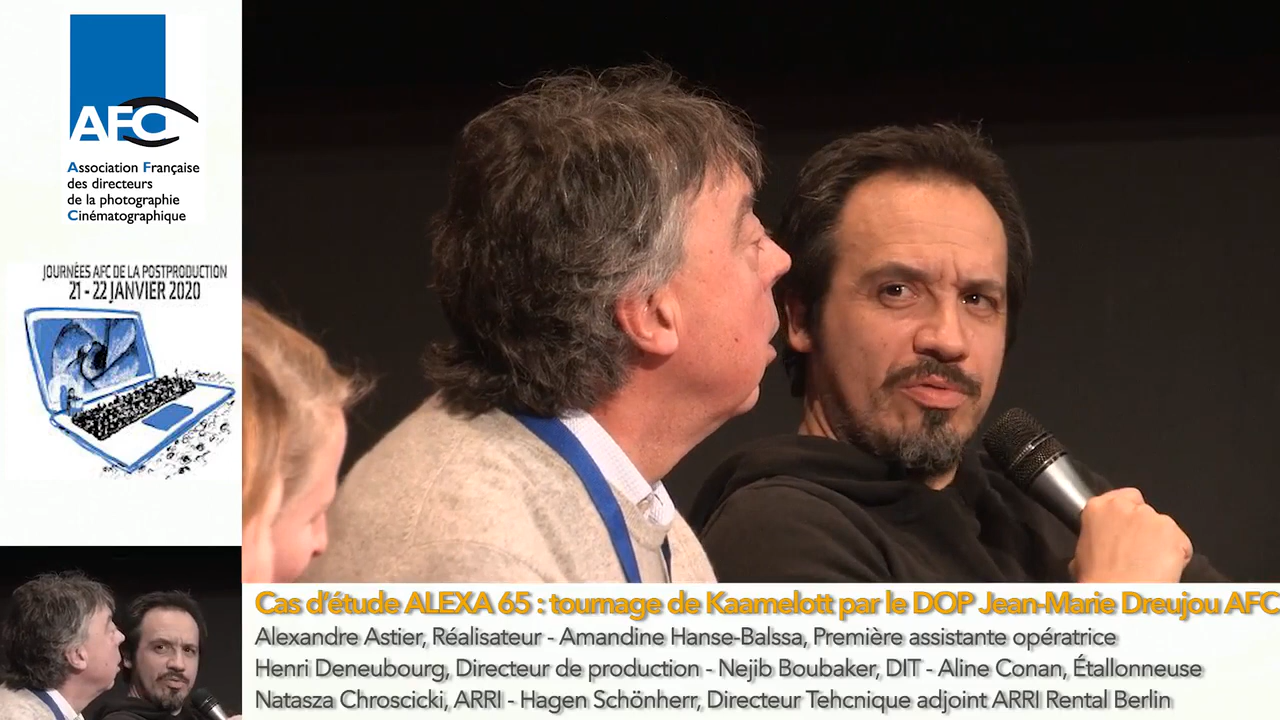 AFC
Association Française
des directeurs
de la photographie
Cinématographique
JOURNÉES AFC DE LA POSTPRODUCTION
21 - 22 JANVIER 2020
Cas d'étude ALEXA 65 : tournage de Kaamelott par le DOP Jean-Marie Dreujou AFC
Alexandre Astier, Réalisateur - Amandine Hanse-Balssa, Première assistante opératrice
Henri Deneubourg, Directeur de production - Nejib Boubaker, DIT - Aline Conan, Étallonneuse
Natasza Chroscicki, ARRI - Hagen Schönherr, Directeur Tehcnique adjoint ARRI Rental Berlin